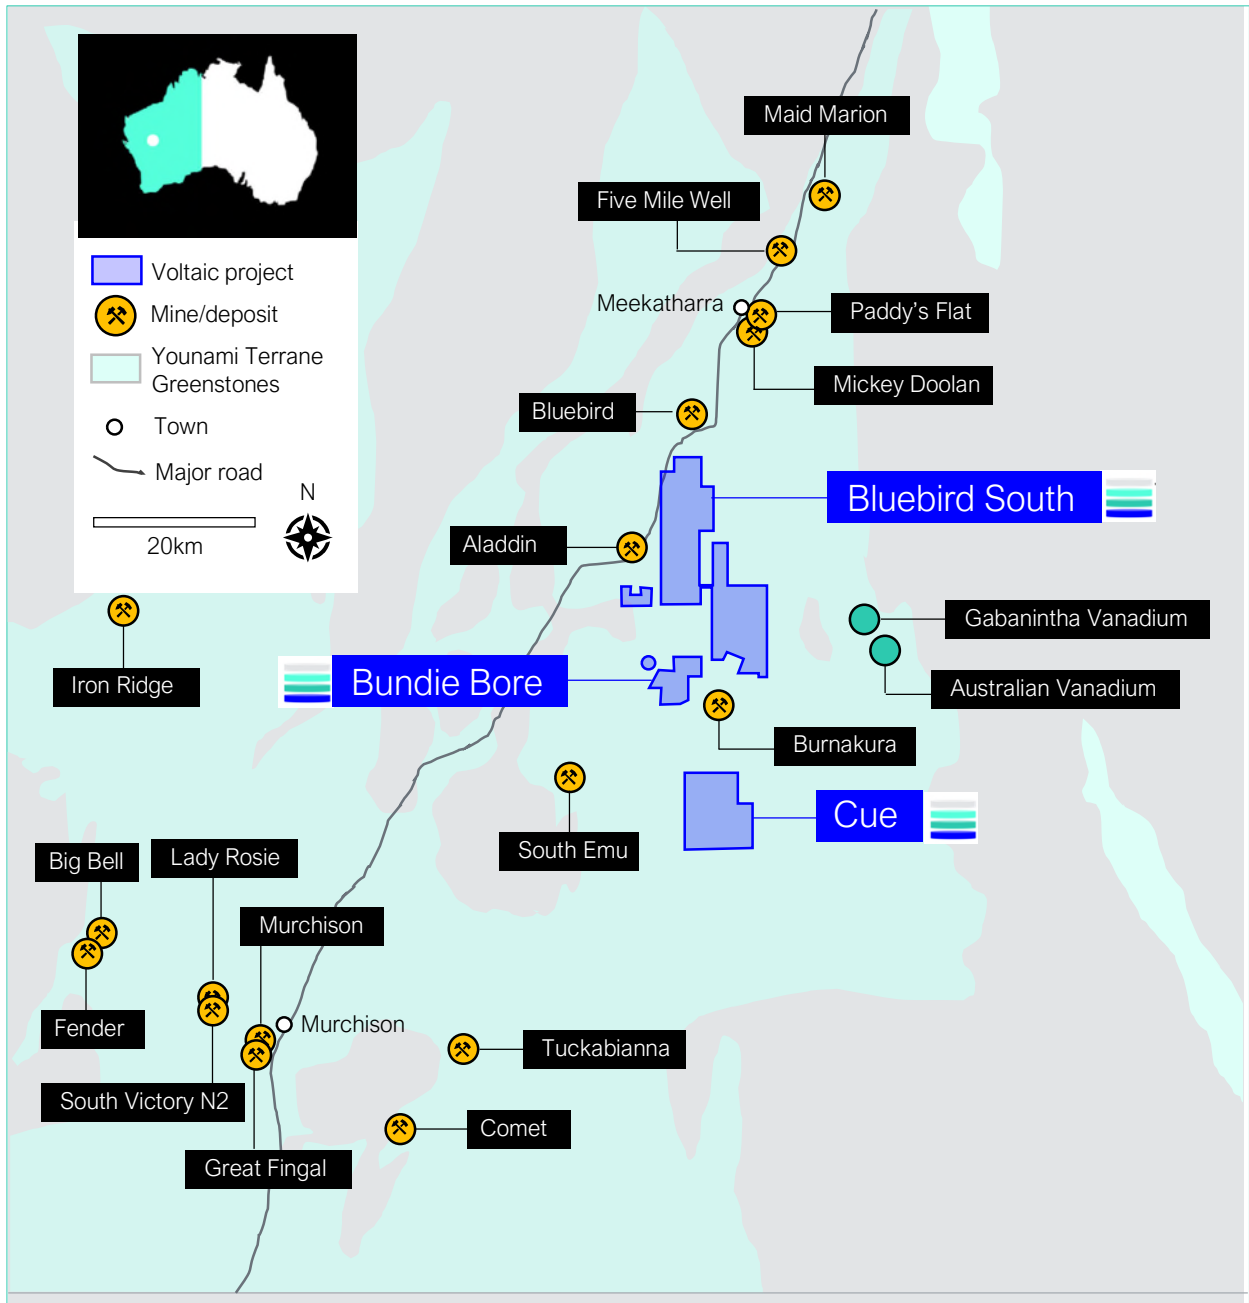 Maid Marion
Five Mile Well
Voltaic project
Meekatharra
Paddy's Flat
Mine/deposit
Younami Terrane
Greenstones
Mickey Doolan
Bluebird
Town
Major road
N
Bluebird South
20km
Aladdin
Gabanintha Vanadium
Iron Ridge
Bundie Bore
Australian Vanadium
Burnakura
Cue
South Emu
Big Bell
Lady Rosie
Murchison
Fender
Murchison
Tuckabianna
South Victory N2
Comet
Great Fingal